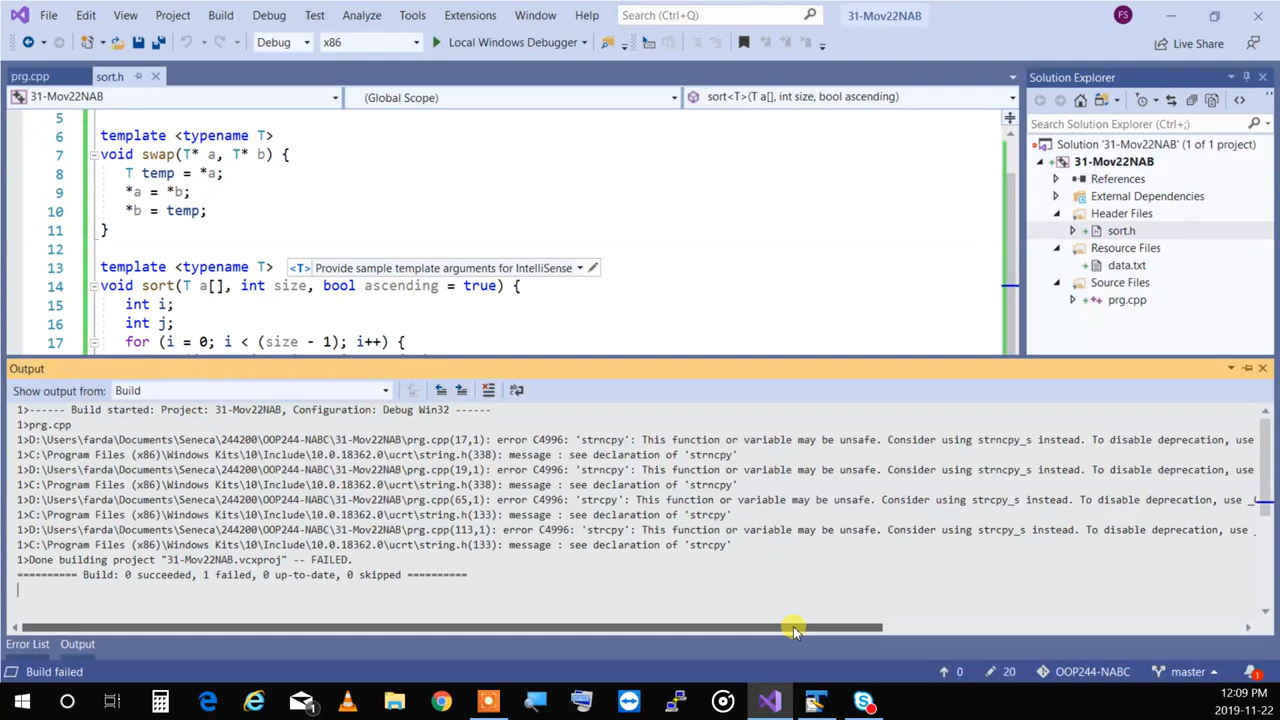 File Edit View Project Build Debug Test Analyze Tools Extensions Window Help Search (Ctrl+Q) 31-Mov22NAB FS
Debug x86 Local Windows Debugger Live Share
prg.cpp sort.h
31-Mov22NAB (Global Scope) sort<T>(T a[], int size, bool ascending)
5
6 template <typename T>
7 void swap(T* a, T* b) {
8 T temp = *a;
9 *a = *b;
10 *b = temp;
11 }
12
13 template <typename T> <T> Provide sample template arguments for IntelliSense
14 void sort(T a[], int size, bool ascending = true) {
15 int i;
16 int j;
17 for (i = 0; i < (size - 1); i++) {
Solution Explorer
Search Solution Explorer (Ctrl+;)
Solution '31-Mov22NAB' (1 of 1 project)
31-Mov22NAB
References
External Dependencies
Header Files
sort.h
Resource Files
data.txt
Source Files
prg.cpp
Output
Show output from: Build
1>------ Build started: Project: 31-Mov22NAB, Configuration: Debug Win32 ------
1>prg.cpp
1>D:\Users\farda\Documents\Seneca\244200\OOP244-NABC\31-Mov22NAB\prg.cpp(17,1): error C4996: 'strncpy': This function or variable may be unsafe. Consider using strncpy_s instead. To disable deprecation, use
1>C:\Program Files (x86)\Windows Kits\10\Include\10.0.18362.0\ucrt\string.h(338): message : see declaration of 'strncpy'
1>D:\Users\farda\Documents\Seneca\244200\OOP244-NABC\31-Mov22NAB\prg.cpp(19,1): error C4996: 'strncpy': This function or variable may be unsafe. Consider using strncpy_s instead. To disable deprecation, use
1>C:\Program Files (x86)\Windows Kits\10\Include\10.0.18362.0\ucrt\string.h(338): message : see declaration of 'strncpy'
1>D:\Users\farda\Documents\Seneca\244200\OOP244-NABC\31-Mov22NAB\prg.cpp(65,1): error C4996: 'strcpy': This function or variable may be unsafe. Consider using strcpy_s instead. To disable deprecation, use _
1>C:\Program Files (x86)\Windows Kits\10\Include\10.0.18362.0\ucrt\string.h(133): message : see declaration of 'strcpy'
1>D:\Users\farda\Documents\Seneca\244200\OOP244-NABC\31-Mov22NAB\prg.cpp(113,1): error C4996: 'strcpy': This function or variable may be unsafe. Consider using strcpy_s instead. To disable deprecation, use _
1>C:\Program Files (x86)\Windows Kits\10\Include\10.0.18362.0\ucrt\string.h(133): message : see declaration of 'strcpy'
1>Done building project "31-Mov22NAB.vcxproj" -- FAILED.
========== Build: 0 succeeded, 1 failed, 0 up-to-date, 0 skipped ==========
Error List Output
Build failed 0 20 OOP244-NABC master 1
12:09 PM
2019-11-22